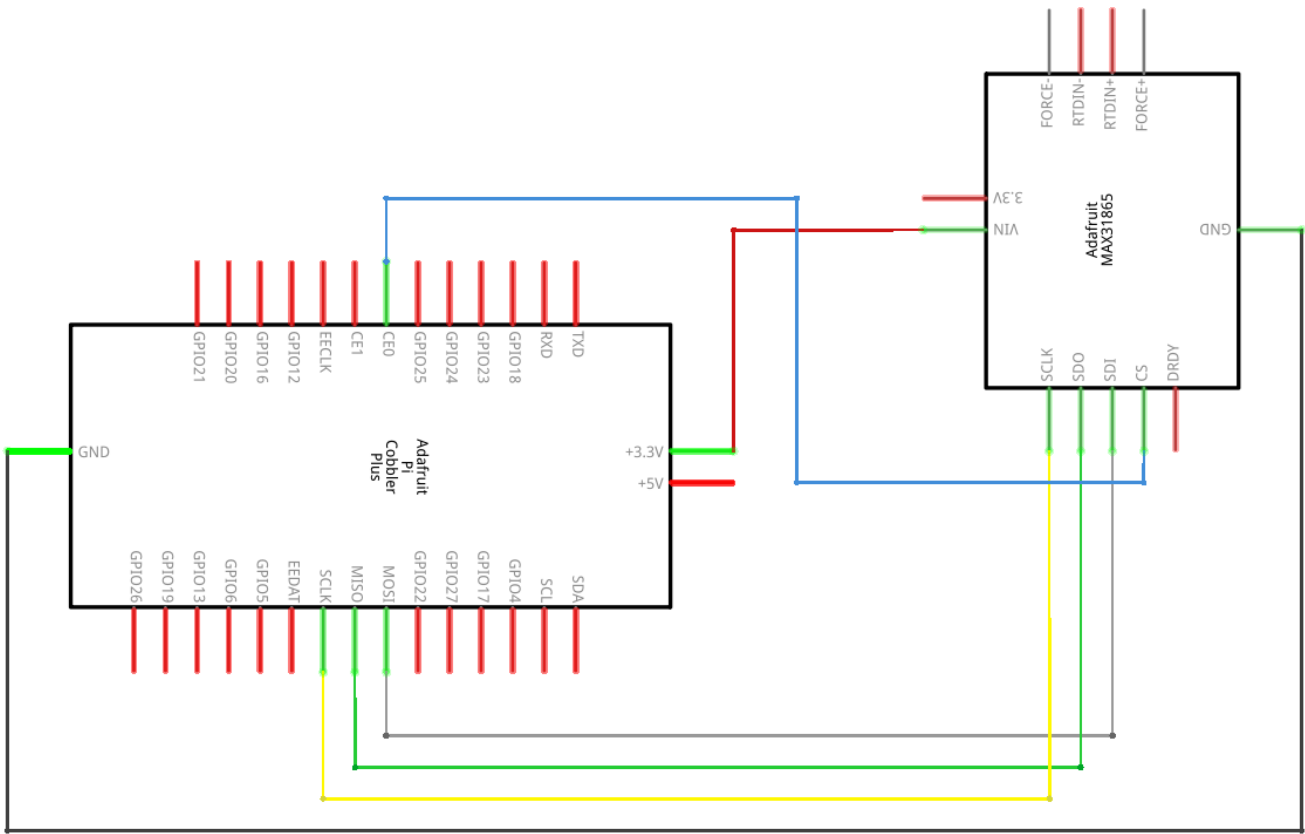 FORCE-
RTDIN-
RTDIN+
FORCE+
3.3V
VIN
Adafruit
MAX31865
GND
SCLK
SDO
SDI
CS
DRDY
GPIO21
GPIO20
GPIO16
GPIO12
EECLK
CE1
CE0
GPIO25
GPIO24
GPIO23
GPIO18
RXD
TXD
GND
Adafruit
Pi
Cobbler
Plus
+3.3V
+5V
GPIO26
GPIO19
GPIO13
GPIO6
GPIO5
EEDAT
SCLK
MISO
MOSI
GPIO22
GPIO27
GPIO17
GPIO4
SCL
SDA